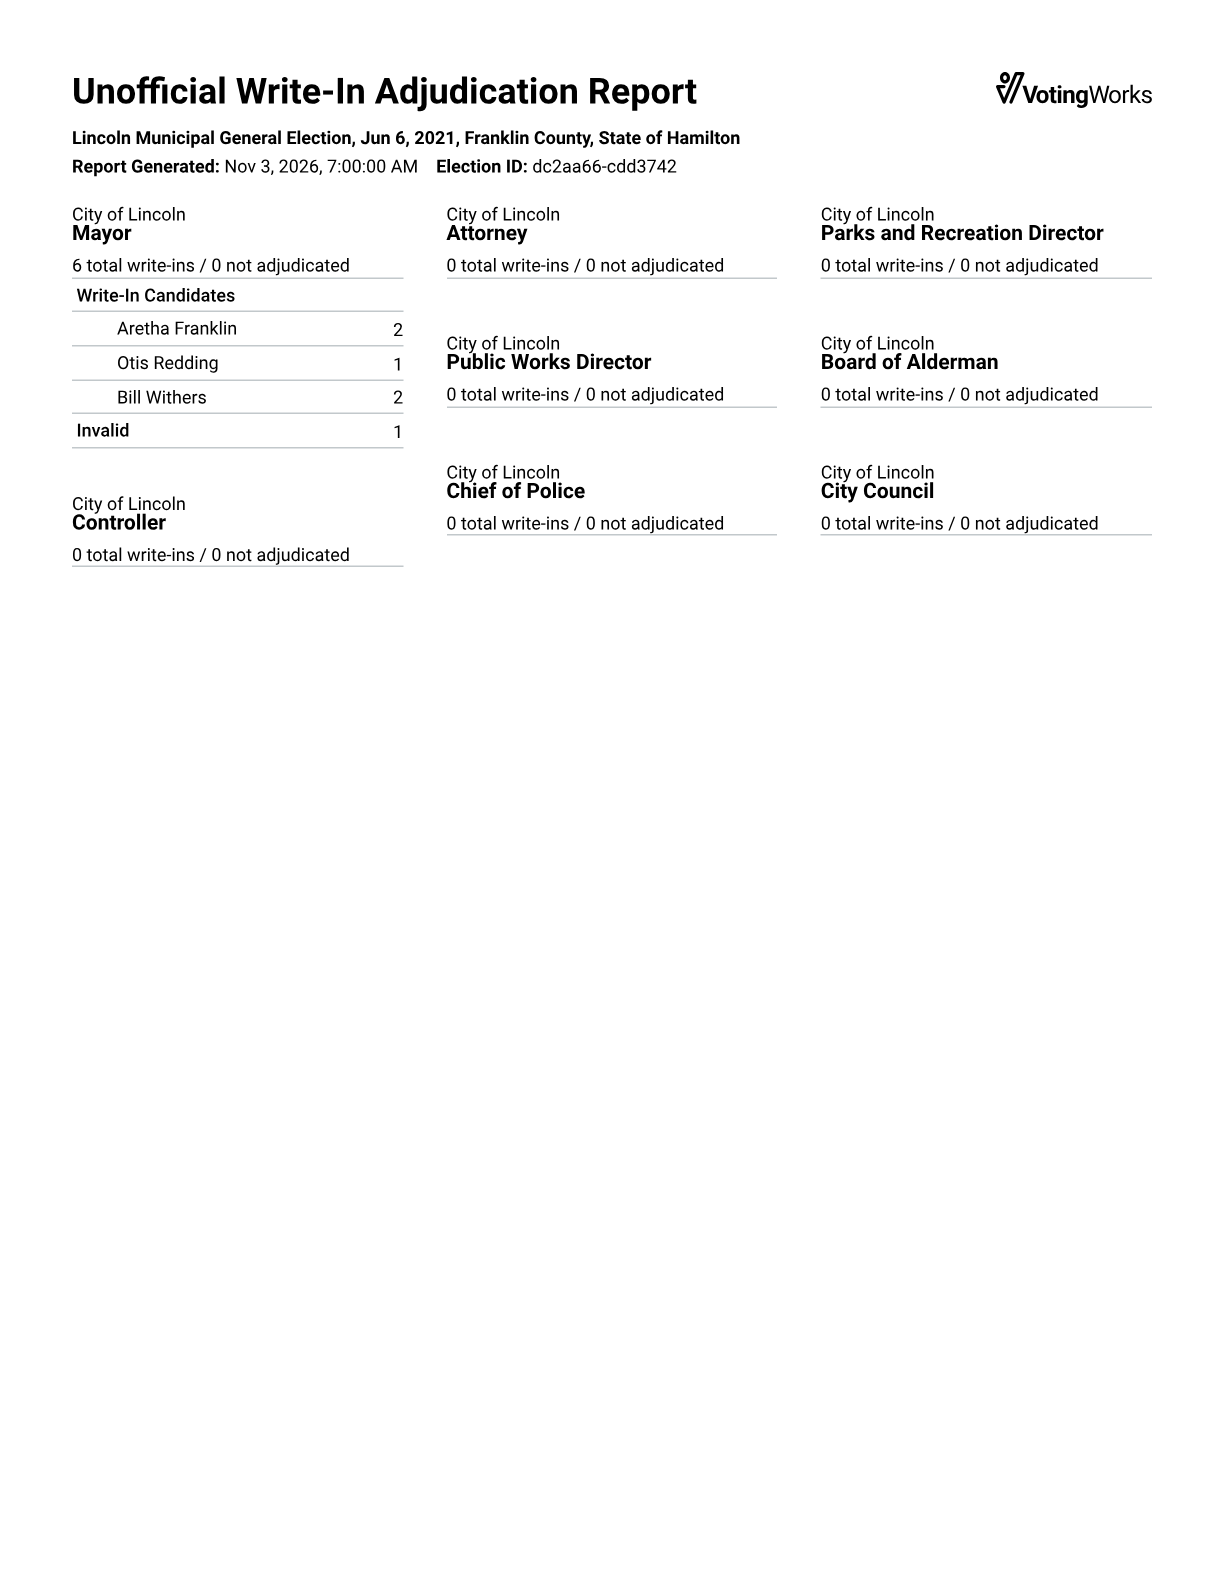 Unofficial Write-In Adjudication Report
VotingWorks
Lincoln Municipal General Election, Jun 6, 2021, Franklin County, State of Hamilton
Report Generated: Nov 3, 2026, 7:00:00 AM Election ID: dc2aa66-cdd3742
City of Lincoln
Mayor
6 total write-ins / 0 not adjudicated
Write-In Candidates
Aretha Franklin 2
Otis Redding 1
Bill Withers 2
Invalid 1
City of Lincoln
Controller
0 total write-ins / 0 not adjudicated
City of Lincoln
Attorney
0 total write-ins / 0 not adjudicated
City of Lincoln
Public Works Director
0 total write-ins / 0 not adjudicated
City of Lincoln
Chief of Police
0 total write-ins / 0 not adjudicated
City of Lincoln
Parks and Recreation Director
0 total write-ins / 0 not adjudicated
City of Lincoln
Board of Alderman
0 total write-ins / 0 not adjudicated
City of Lincoln
City Council
0 total write-ins / 0 not adjudicated